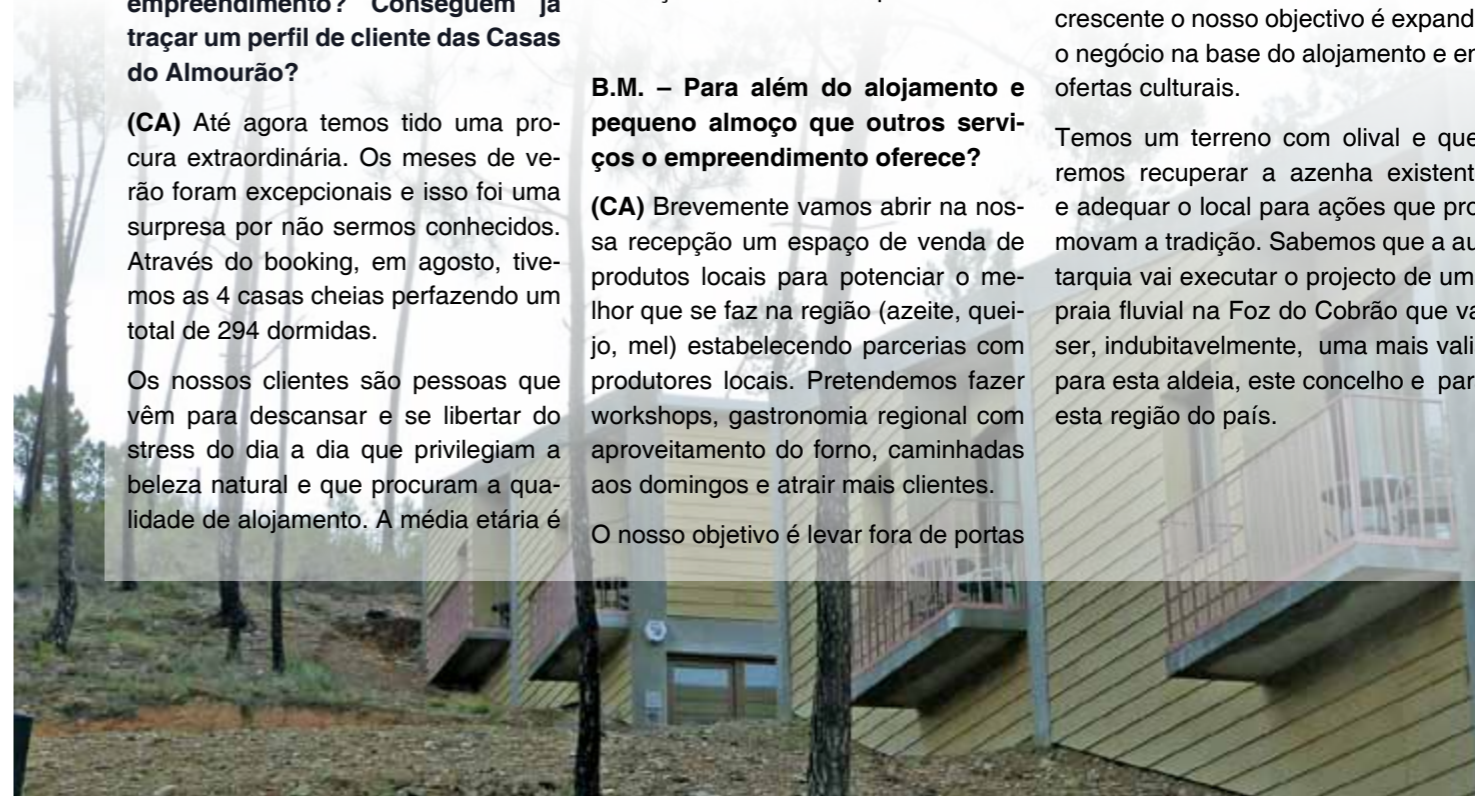 empreendimento? Conseguem já
traçar um perfil de cliente das Casas
do Almourão?
(CA) Até agora temos tido uma pro-
cura extraordinária. Os meses de ve-
rão foram excepcionais e isso foi uma
surpresa por não sermos conhecidos.
Através do booking, em agosto, tive-
mos as 4 casas cheias perfazendo um
total de 294 dormidas.
Os nossos clientes são pessoas que
vêm para descansar e se libertar do
stress do dia a dia que privilegiam a
beleza natural e que procuram a qua-
lidade de alojamento. A média etária é
B.M. – Para além do alojamento e
pequeno almoço que outros servi-
ços o empreendimento oferece?
(CA) Brevemente vamos abrir na nos-
sa recepção um espaço de venda de
produtos locais para potenciar o me-
lhor que se faz na região (azeite, quei-
jo, mel) estabelecendo parcerias com
produtores locais. Pretendemos fazer
workshops, gastronomia regional com
aproveitamento do forno, caminhadas
aos domingos e atrair mais clientes.
O nosso objetivo é levar fora de portas
crescente o nosso objectivo é expand
o negócio na base do alojamento e e
ofertas culturais.
Temos um terreno com olival e que
remos recuperar a azenha existent
e adequar o local para ações que pro
movam a tradição. Sabemos que a au
tarquia vai executar o projecto de um
praia fluvial na Foz do Cobrão que va
ser, indubitavelmente, uma mais vali
para esta aldeia, este concelho e par
esta região do país.